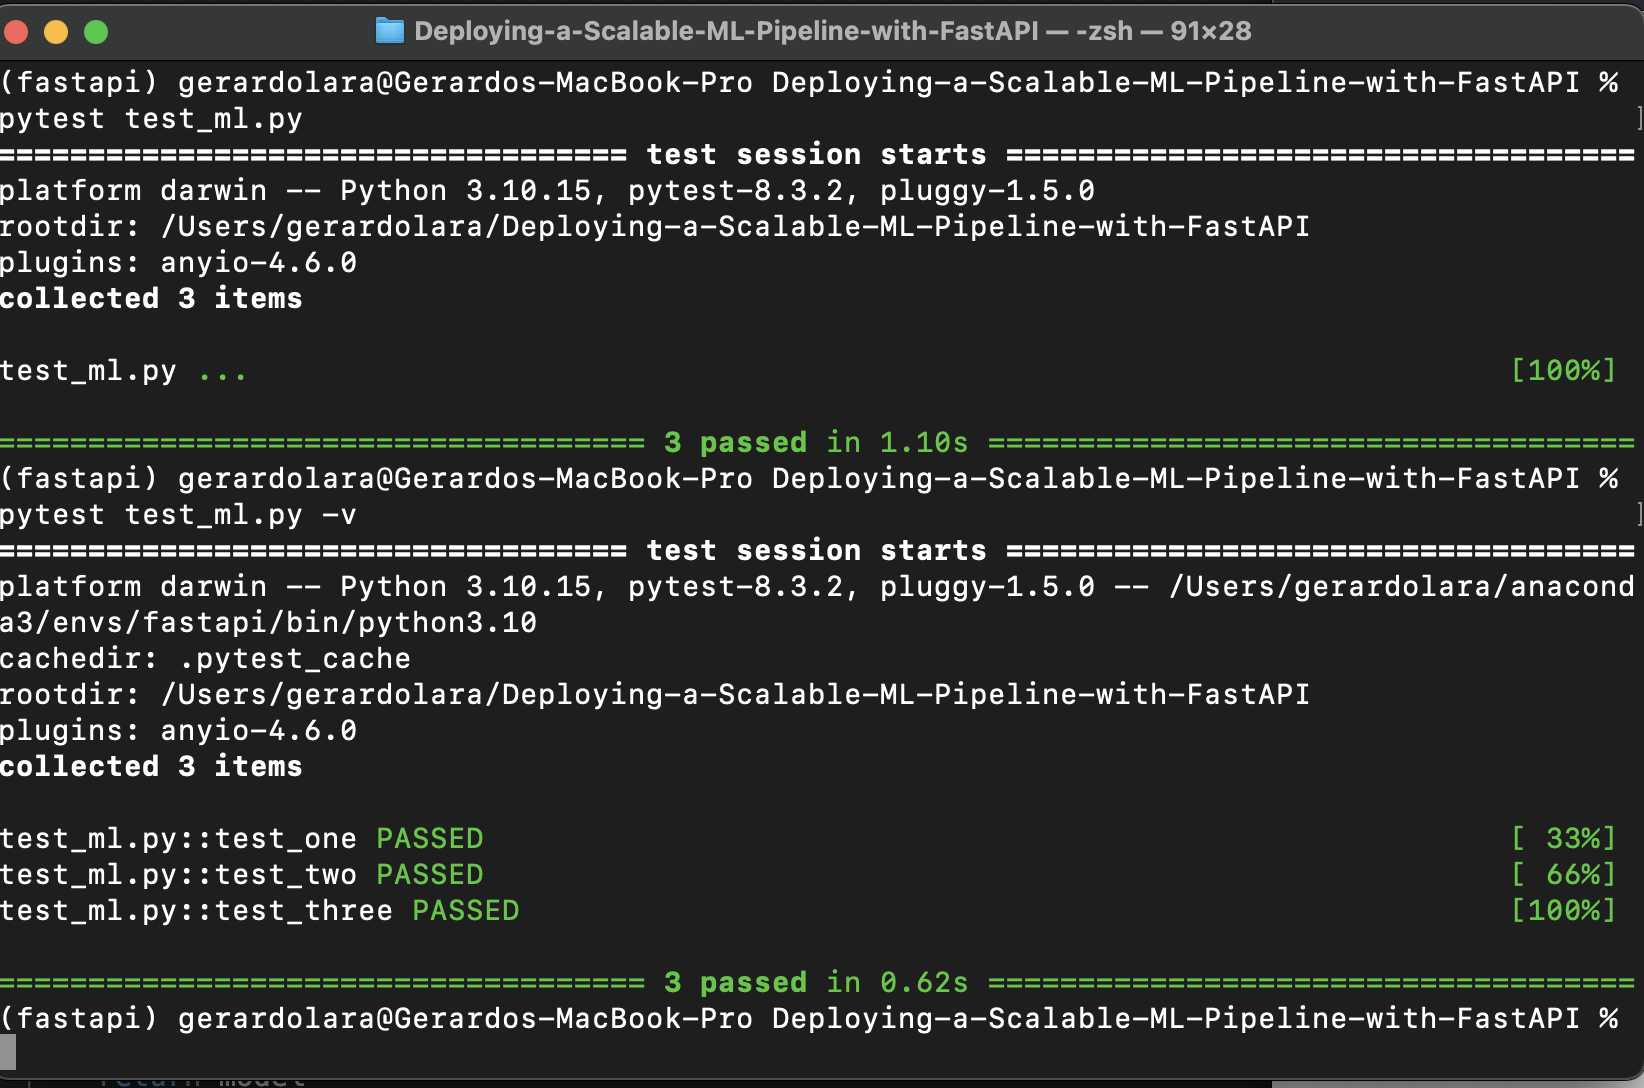 Deploying-a-Scalable-ML-Pipeline-with-FastAPI — -zsh — 91×28
(fastapi) gerardolara@Gerardos-MacBook-Pro Deploying-a-Scalable-ML-Pipeline-with-FastAPI %
pytest test_ml.py ]
=================================== test session starts ===================================
platform darwin -- Python 3.10.15, pytest-8.3.2, pluggy-1.5.0
rootdir: /Users/gerardolara/Deploying-a-Scalable-ML-Pipeline-with-FastAPI
plugins: anyio-4.6.0
collected 3 items
test_ml.py ... [100%]
==================================== 3 passed in 1.10s ====================================
(fastapi) gerardolara@Gerardos-MacBook-Pro Deploying-a-Scalable-ML-Pipeline-with-FastAPI %
pytest test_ml.py -v ]
=================================== test session starts ===================================
platform darwin -- Python 3.10.15, pytest-8.3.2, pluggy-1.5.0 -- /Users/gerardolara/anacond
a3/envs/fastapi/bin/python3.10
cachedir: .pytest_cache
rootdir: /Users/gerardolara/Deploying-a-Scalable-ML-Pipeline-with-FastAPI
plugins: anyio-4.6.0
collected 3 items
test_ml.py::test_one PASSED [ 33%]
test_ml.py::test_two PASSED [ 66%]
test_ml.py::test_three PASSED [100%]
==================================== 3 passed in 0.62s ====================================
(fastapi) gerardolara@Gerardos-MacBook-Pro Deploying-a-Scalable-ML-Pipeline-with-FastAPI %
return model